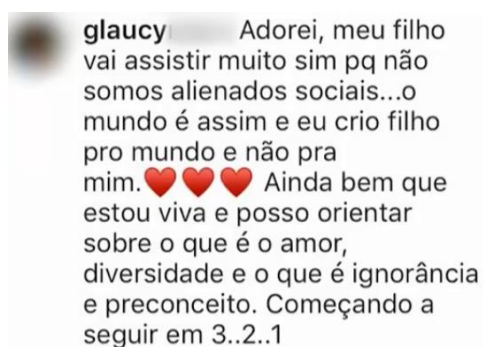 glaucy Adorei, meu filho
vai assistir muito sim pq não
somos alienados sociais...o
mundo é assim e eu crio filho
pro mundo e não pra
mim.❤️❤️❤️ Ainda bem que
estou viva e posso orientar
sobre o que é o amor,
diversidade e o que é ignorância
e preconceito. Começando a
seguir em 3..2..1